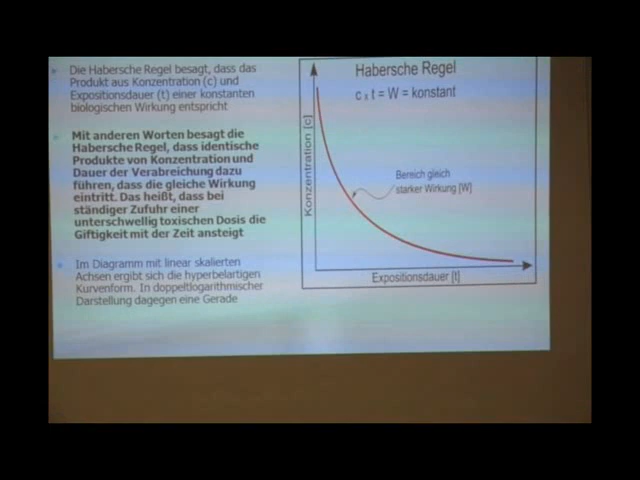 Die Habersche Regel besagt, dass das
Produkt aus Konzentration (c) und
Expositionsdauer (t) einer konstanten
biologischen Wirkung entspricht
Mit anderen Worten besagt die
Habersche Regel, dass identische
Produkte von Konzentration und
Dauer der Verabreichung dazu
führen, dass die gleiche Wirkung
eintritt. Das heißt, dass bei
ständiger Zufuhr einer
unterschwellig toxischen Dosis die
Giftigkeit mit der Zeit ansteigt
Im Diagramm mit linear skalierten
Achsen ergibt sich die hyperbelartigen
Kurvenform. In doppeltlogarithmischer
Darstellung dagegen eine Gerade
Habersche Regel
c x t = W = konstant
Konzentration [c]
Bereich gleich
starker Wirkung [W]
Expositionsdauer [t]